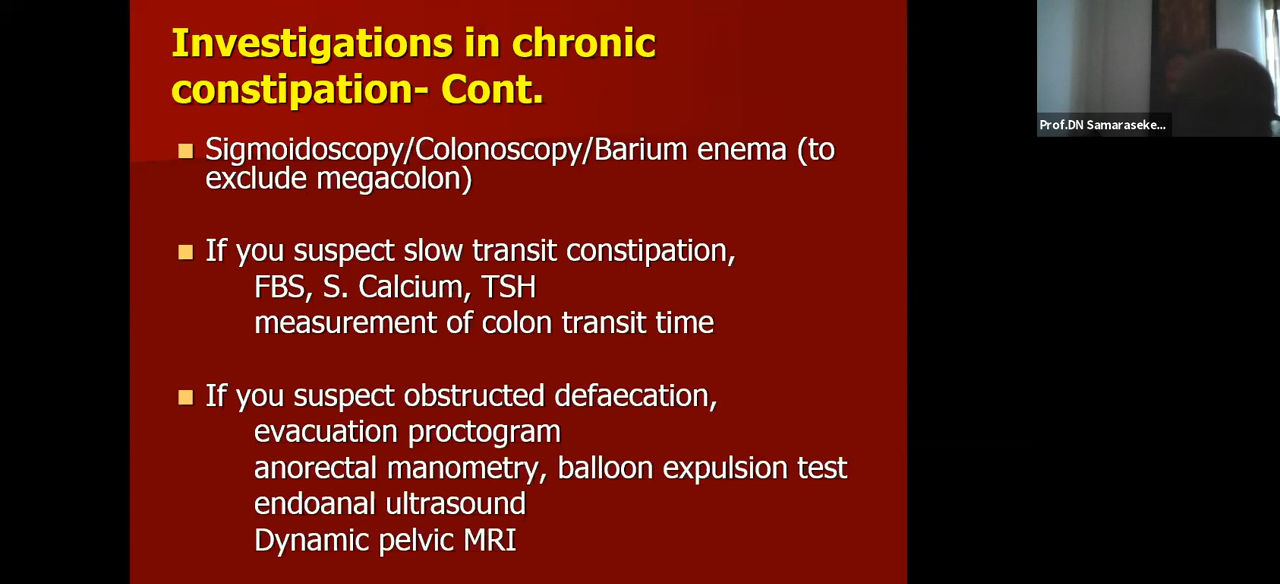 Investigations in chronic
constipation- Cont.
Sigmoidoscopy/Colonoscopy/Barium enema (to
exclude megacolon)
If you suspect slow transit constipation,
FBS, S. Calcium, TSH
measurement of colon transit time
If you suspect obstructed defaecation,
evacuation proctogram
anorectal manometry, balloon expulsion test
endoanal ultrasound
Dynamic pelvic MRI
Prof.DN Samaraseke...